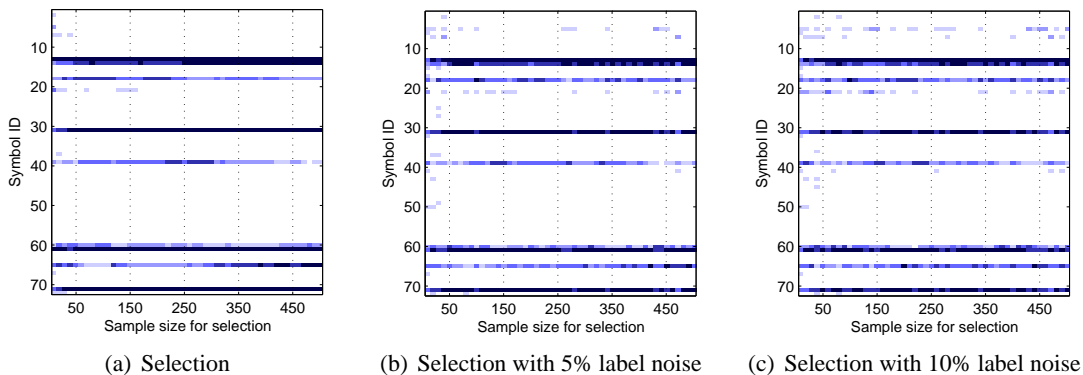 10
20
30
40
50
60
70
Symbol ID
50 150 250 350 450
Sample size for selection
(a) Selection
10
20
30
40
50
60
70
Symbol ID
50 150 250 350 450
Sample size for selection
(b) Selection with 5% label noise
10
20
30
40
50
60
70
Symbol ID
50 150 250 350 450
Sample size for selection
(c) Selection with 10% label noise